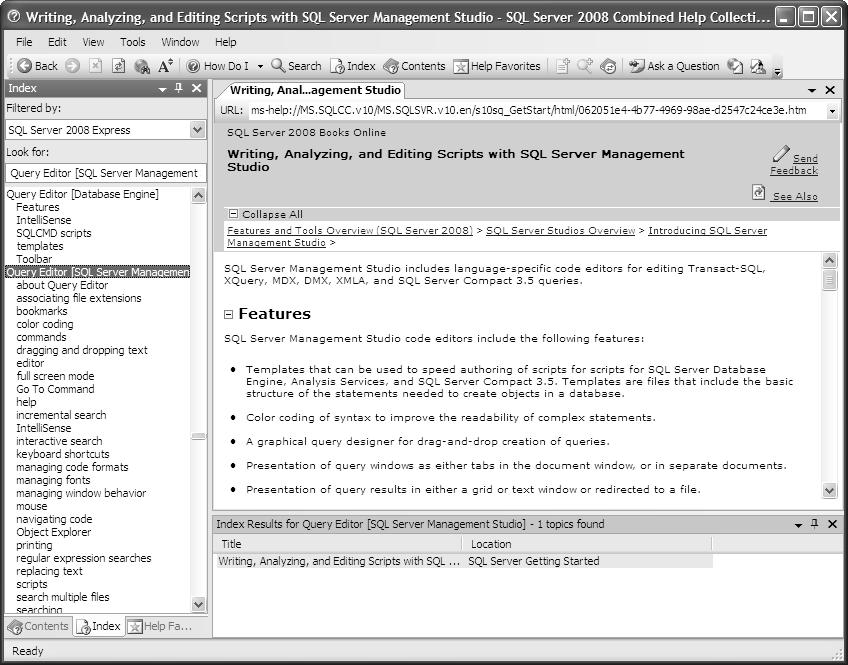 Writing, Analyzing, and Editing Scripts with SQL Server Management Studio - SQL Server 2008 Combined Help Collecti...
File Edit View Tools Window Help
Back How Do I Search Index Contents Help Favorites Ask a Question
Index
Filtered by:
SQL Server 2008 Express
Look for:
Query Editor [SQL Server Management
Query Editor [Database Engine]
Features
IntelliSense
SQLCMD scripts
templates
Toolbar
Query Editor [SQL Server Managemen
about Query Editor
associating file extensions
bookmarks
color coding
commands
dragging and dropping text
editor
full screen mode
Go To Command
help
incremental search
IntelliSense
interactive search
keyboard shortcuts
managing code formats
managing fonts
managing window behavior
mouse
navigating code
Object Explorer
printing
regular expression searches
replacing text
scripts
search multiple files
searching
Contents Index Help Fa...
Writing, Anal...agement Studio
URL: ms-help://MS.SQLCC.v10/MS.SQLSVR.v10.en/s10sq_GetStart/html/062051e4-4b77-4969-98ae-d2547c24ce3e.htm
SQL Server 2008 Books Online
Writing, Analyzing, and Editing Scripts with SQL Server Management
Studio
Send
Feedback
See Also
Collapse All
Features and Tools Overview (SQL Server 2008) > SQL Server Studios Overview > Introducing SQL Server
Management Studio >
SQL Server Management Studio includes language-specific code editors for editing Transact-SQL,
XQuery, MDX, DMX, XMLA, and SQL Server Compact 3.5 queries.
Features
SQL Server Management Studio code editors include the following features:
• Templates that can be used to speed authoring of scripts for scripts for SQL Server Database
Engine, Analysis Services, and SQL Server Compact 3.5. Templates are files that include the basic
structure of the statements needed to create objects in a database.
• Color coding of syntax to improve the readability of complex statements.
• A graphical query designer for drag-and-drop creation of queries.
• Presentation of query windows as either tabs in the document window, or in separate documents.
• Presentation of query results in either a grid or text window or redirected to a file.
Index Results for Query Editor [SQL Server Management Studio] - 1 topics found
Title Location
Writing, Analyzing, and Editing Scripts with SQL ... SQL Server Getting Started
Ready